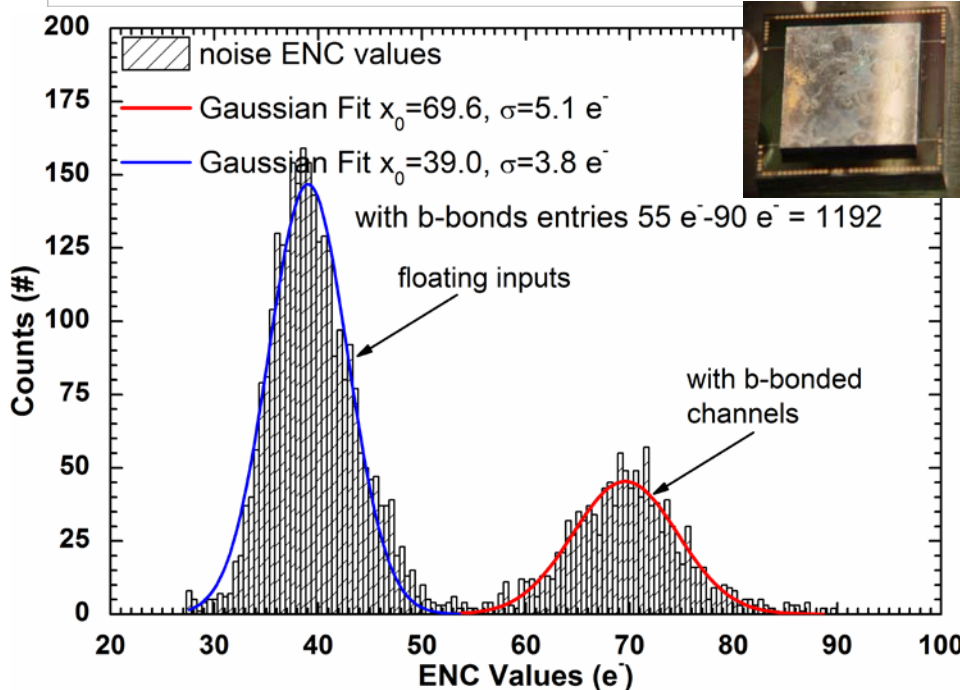 200
175
150
125
100
75
50
25
0
Counts (#)
noise ENC values
Gaussian Fit x₀=69.6, σ=5.1 e⁻
Gaussian Fit x₀=39.0, σ=3.8 e⁻
with b-bonds entries 55 e⁻-90 e⁻ = 1192
floating inputs
with b-bonded
channels
20 30 40 50 60 70 80 90 100
ENC Values (e⁻)